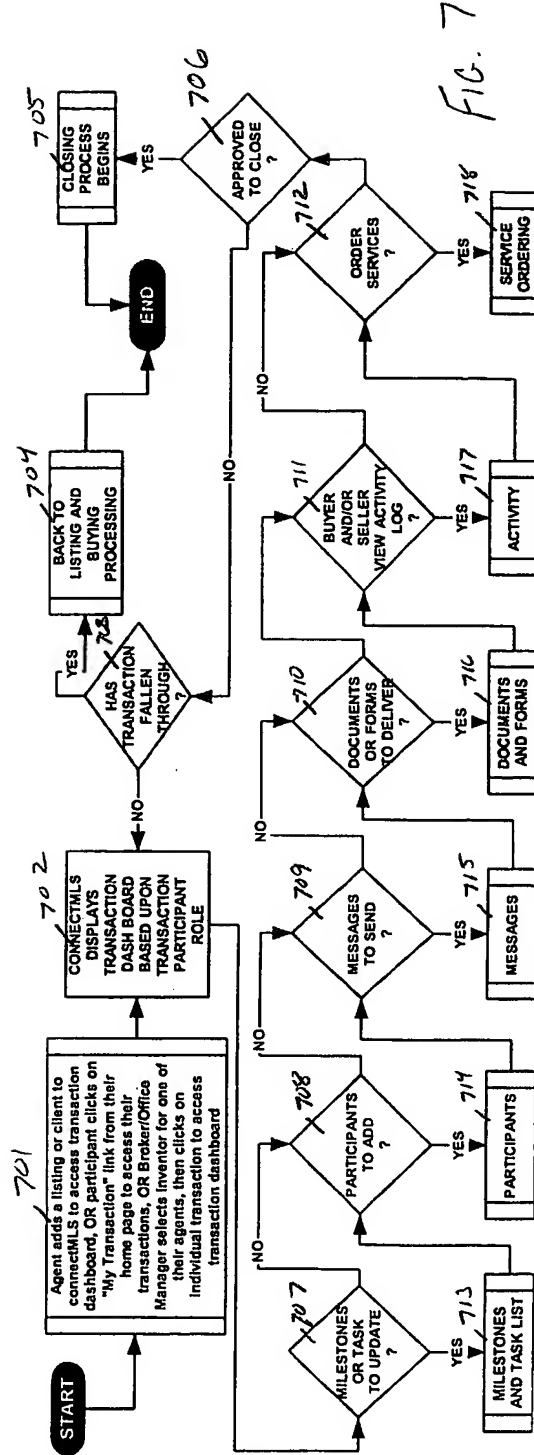 START
701
Agent adds a listing or client to
connectMLS to access transaction
dashboard, OR participant clicks on
"My Transaction" link from their
home page to access their
transactions, OR Broker/Office
Manager selects inventor for one of
their agents, then clicks on
individual transaction to access
transaction dashboard
702
CONNECTMLS
DISPLAYS
TRANSACTION
DASH BOARD
BASED UPON
TRANSACTION
PARTICIPANT
ROLE
NO
703
HAS
TRANSACTION
FALLEN
THROUGH
?
YES
704
BACK TO
LISTING AND
BUYING
PROCESSING
END
705
CLOSING
PROCESS
BEGINS
YES
706
APPROVED
TO CLOSE
?
NO
707
MILESTONES
OR TASK
TO UPDATE
?
NO
YES
713
MILESTONES
AND TASK LIST
708
PARTICIPANTS
TO ADD
?
NO
YES
714
PARTICIPANTS
709
MESSAGES
TO SEND
?
NO
YES
715
MESSAGES
710
DOCUMENTS
OR FORMS
TO DELIVER
?
NO
YES
716
DOCUMENTS
AND FORMS
711
BUYER
AND/OR
SELLER
VIEW ACTIVITY
LOG
?
NO
YES
717
ACTIVITY
712
ORDER
SERVICES
?
YES
718
SERVICE
ORDERING
FIG. 7